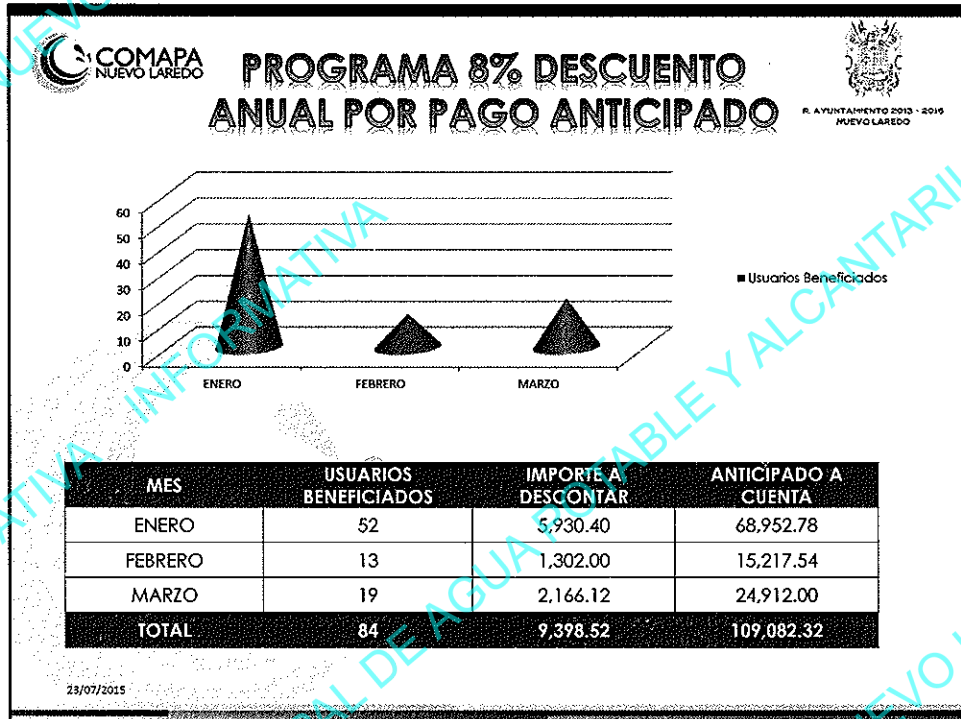 COMAPA
NUEVO LAREDO
PROGRAMA 8% DESCUENTO
ANUAL POR PAGO ANTICIPADO
R. AYUNTAMIENTO 2013 - 2016
NUEVO LAREDO
60
50
40
30
20
10
0
ENERO FEBRERO MARZO
Usuarios Beneficiados
MES USUARIOS BENEFICIADOS IMPORTE A DESCONTAR ANTICIPADO A CUENTA
ENERO 52 5,930.40 68,952.78
FEBRERO 13 1,302.00 15,217.54
MARZO 19 2,166.12 24,912.00
TOTAL 84 9,398.52 109,082.32
23/07/2015
INFORMATIVA
DE AGUA POTABLE Y ALCANTARIL
NUEVO